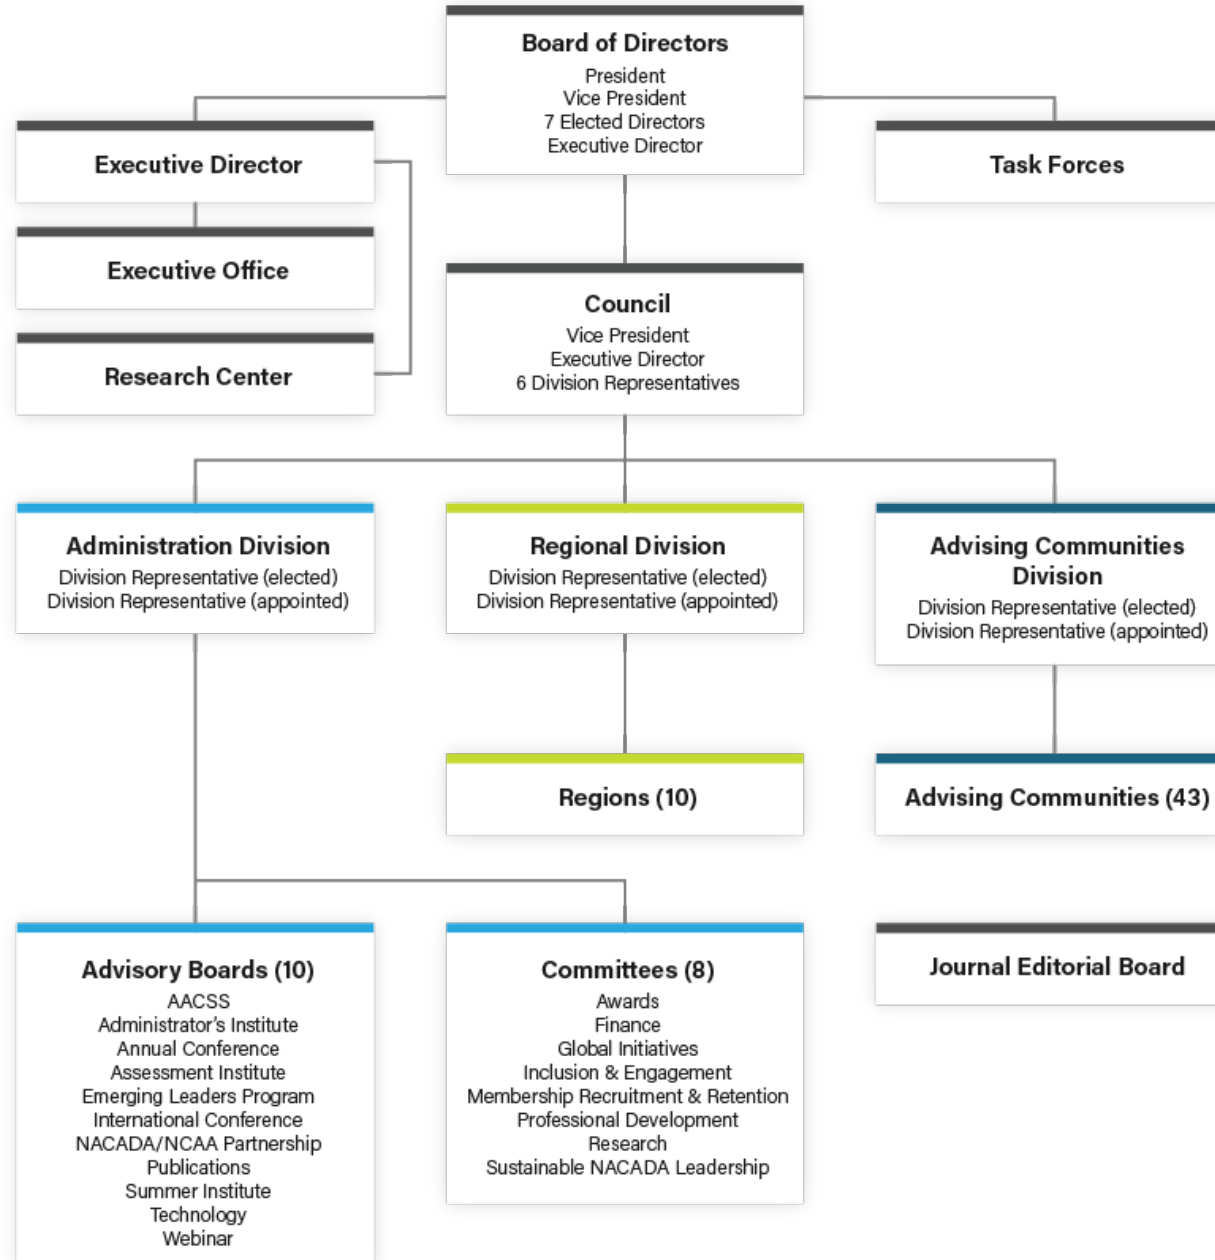 Board of Directors
President
Vice President
7 Elected Directors
Executive Director
Executive Director
Task Forces
Executive Office
Research Center
Council
Vice President
Executive Director
6 Division Representatives
Administration Division
Division Representative (elected)
Division Representative (appointed)
Regional Division
Division Representative (elected)
Division Representative (appointed)
Advising Communities
Division
Division Representative (elected)
Division Representative (appointed)
Regions (10)
Advising Communities (43)
Advisory Boards (10)
AACSS
Administrator's Institute
Annual Conference
Assessment Institute
Emerging Leaders Program
International Conference
NACADA/NCAA Partnership
Publications
Summer Institute
Technology
Webinar
Committees (8)
Awards
Finance
Global Initiatives
Inclusion & Engagement
Membership Recruitment & Retention
Professional Development
Research
Sustainable NACADA Leadership
Journal Editorial Board